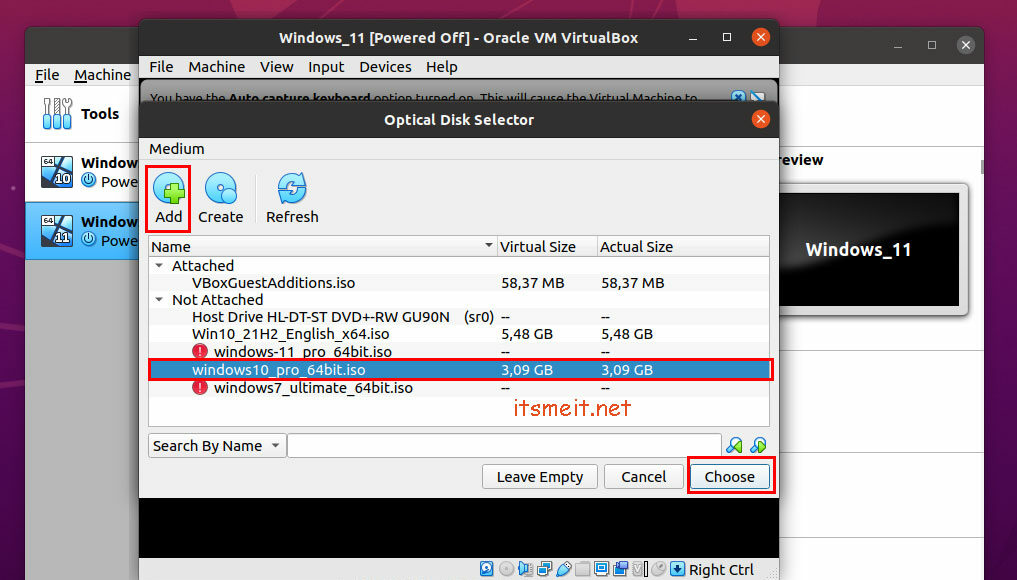 Windows_11 [Powered Off] - Oracle VM VirtualBox
File Machine
File Machine View Input Devices Help
You have the Auto capture keyboard option turned on. This will cause the Virtual Machine to
Tools
Optical Disk Selector
Medium
64
10
Window
Powe
64
11
Window
Powe
Add Create Refresh
Name Virtual Size Actual Size
Attached
VBoxGuestAdditions.iso 58,37 MB 58,37 MB
Not Attached
Host Drive HL-DT-ST DVD+-RW GU90N (sr0) -- --
Win10_21H2_English_x64.iso 5,48 GB 5,48 GB
windows-11_pro_64bit.iso -- --
windows10_pro_64bit.iso 3,09 GB 3,09 GB
windows7_ultimate_64bit.iso -- --
itsmeit.net
Search By Name
Leave Empty Cancel Choose
review
Windows_11
Right Ctrl